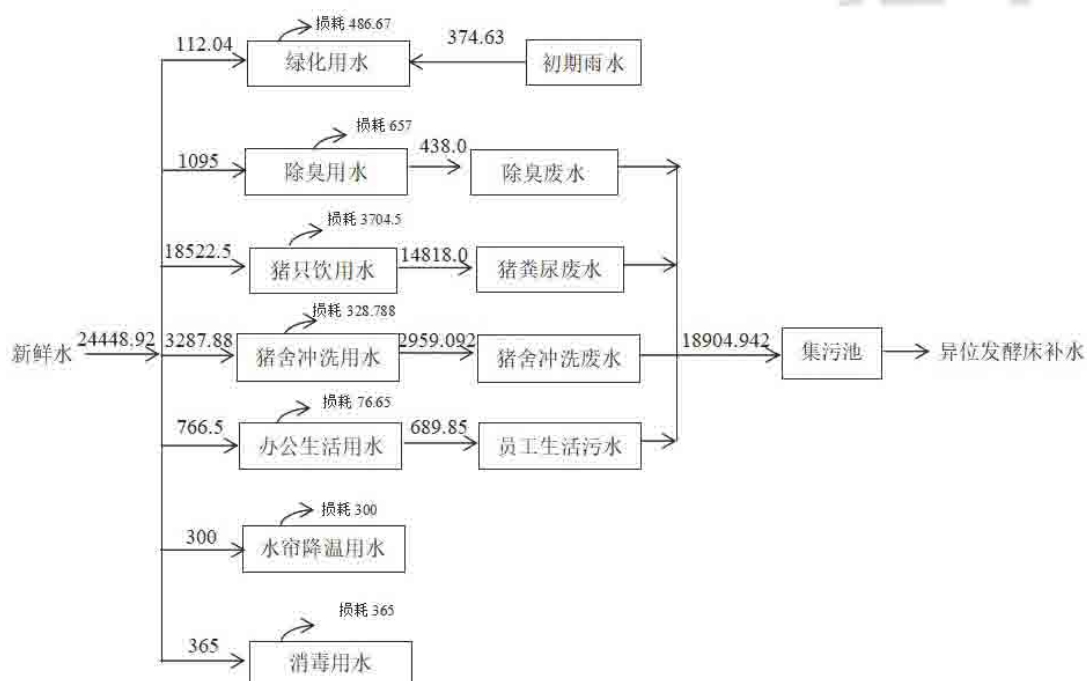 损耗 486.67
112.04
绿化用水
374.63
初期雨水
损耗 657
1095
除臭用水
438.0
除臭废水
损耗 3704.5
18522.5
猪只饮用水
14818.0
猪粪尿废水
损耗 328.788
新鲜水
24448.92
3287.88
猪舍冲洗用水
2959.092
猪舍冲洗废水
18904.942
集污池
异位发酵床补水
损耗 76.65
766.5
办公生活用水
689.85
员工生活污水
损耗 300
300
水帘降温用水
损耗 365
365
消毒用水